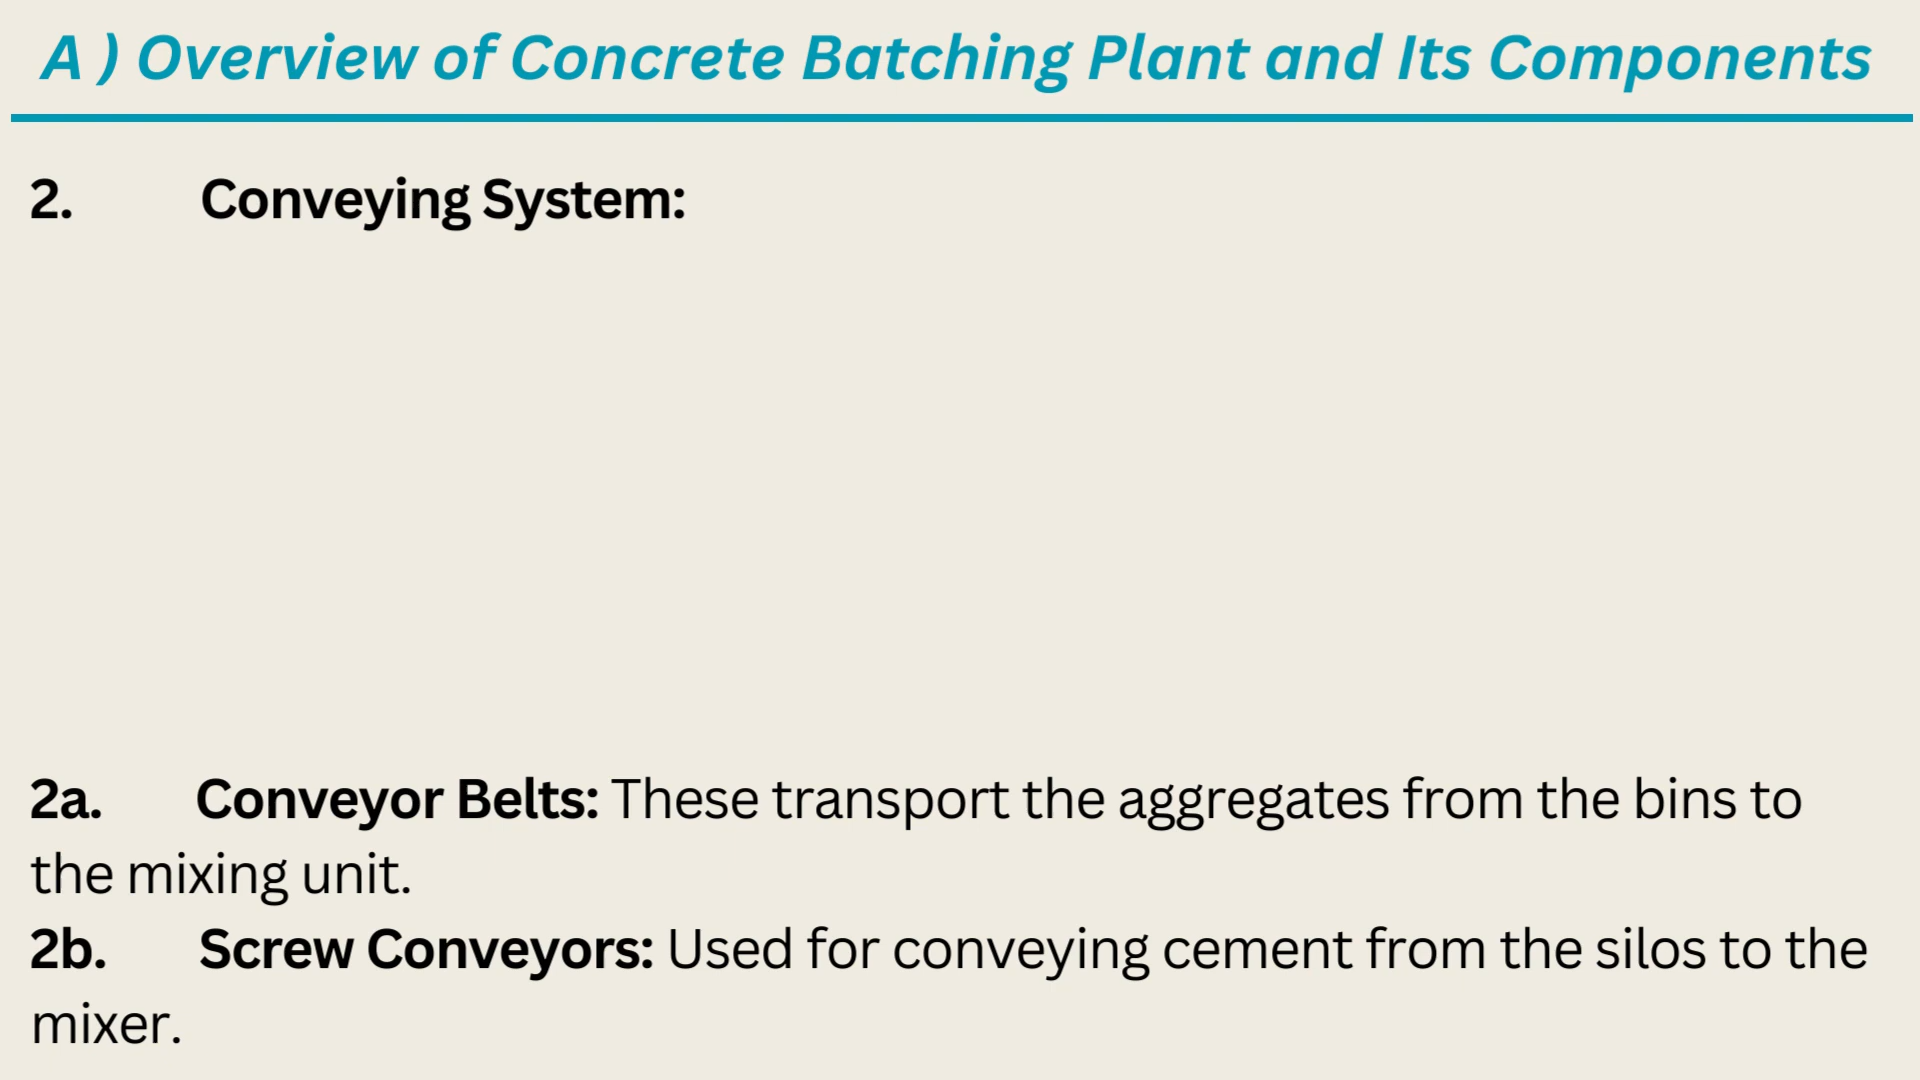 A ) Overview of Concrete Batching Plant and Its Components
2. Conveying System:
2a. Conveyor Belts: These transport the aggregates from the bins to
the mixing unit.
2b. Screw Conveyors: Used for conveying cement from the silos to the
mixer.